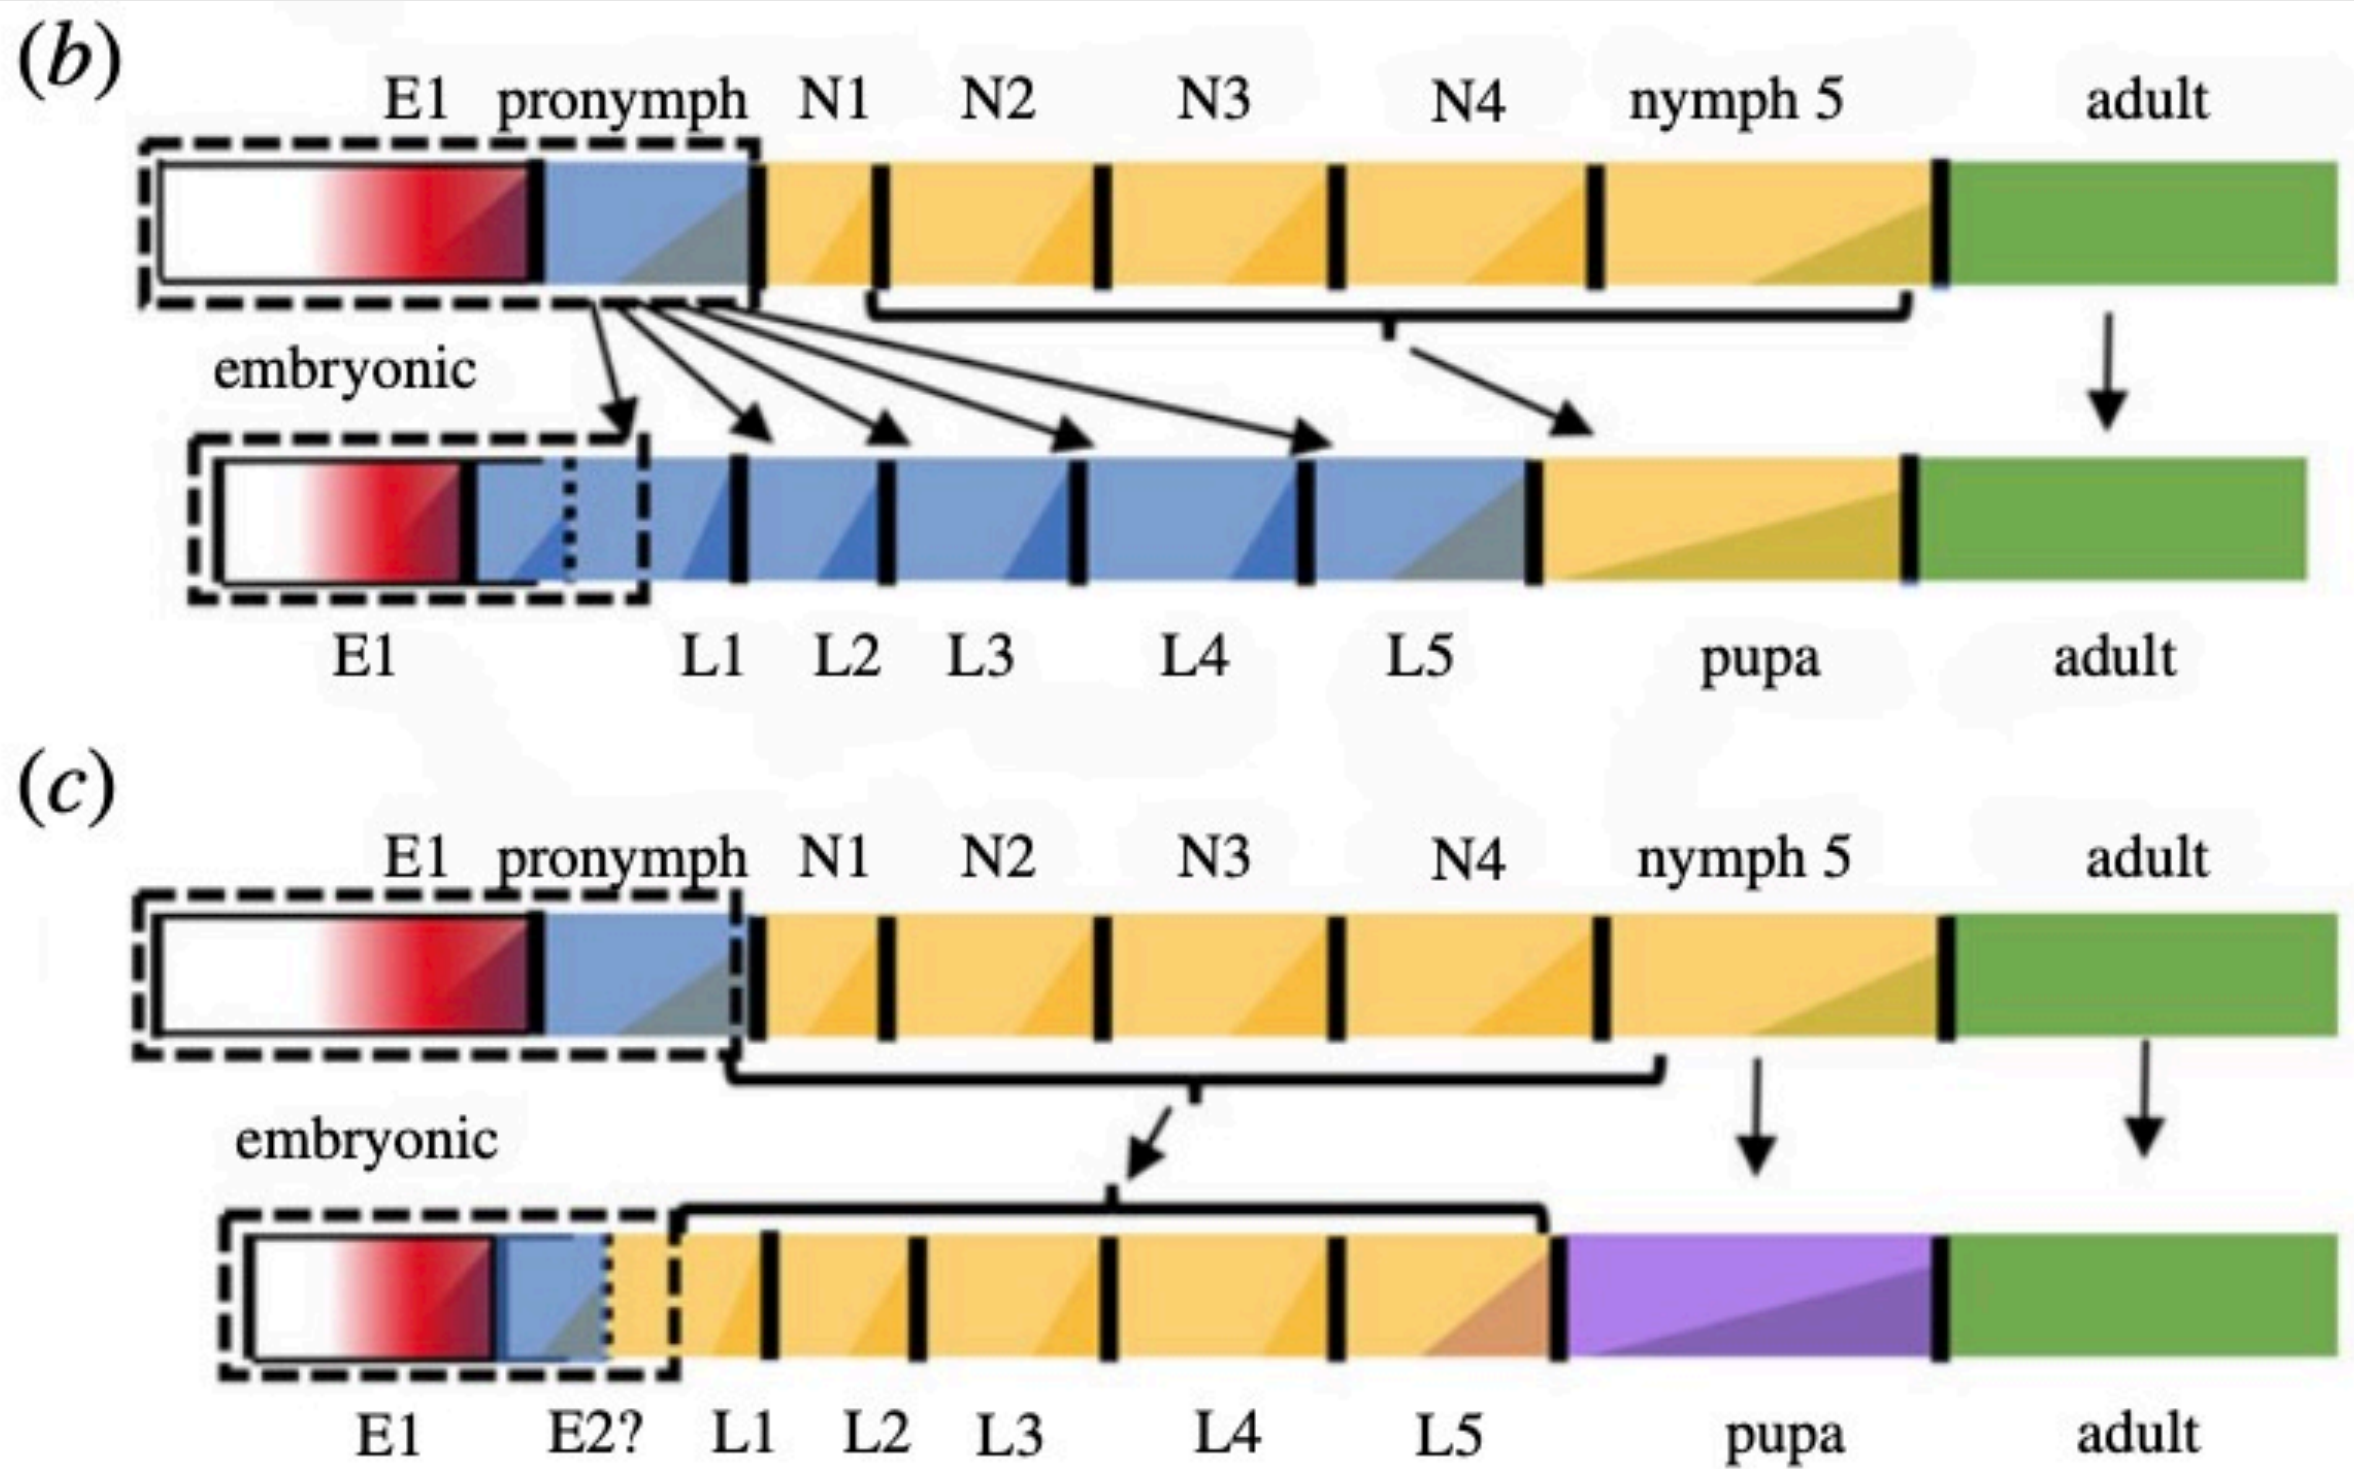 (b)
E1 pronymph N1 N2 N3 N4 nymph 5 adult
embryonic
E1 L1 L2 L3 L4 L5 pupa adult
(c)
E1 pronymph N1 N2 N3 N4 nymph 5 adult
embryonic
E1 E2? L1 L2 L3 L4 L5 pupa adult